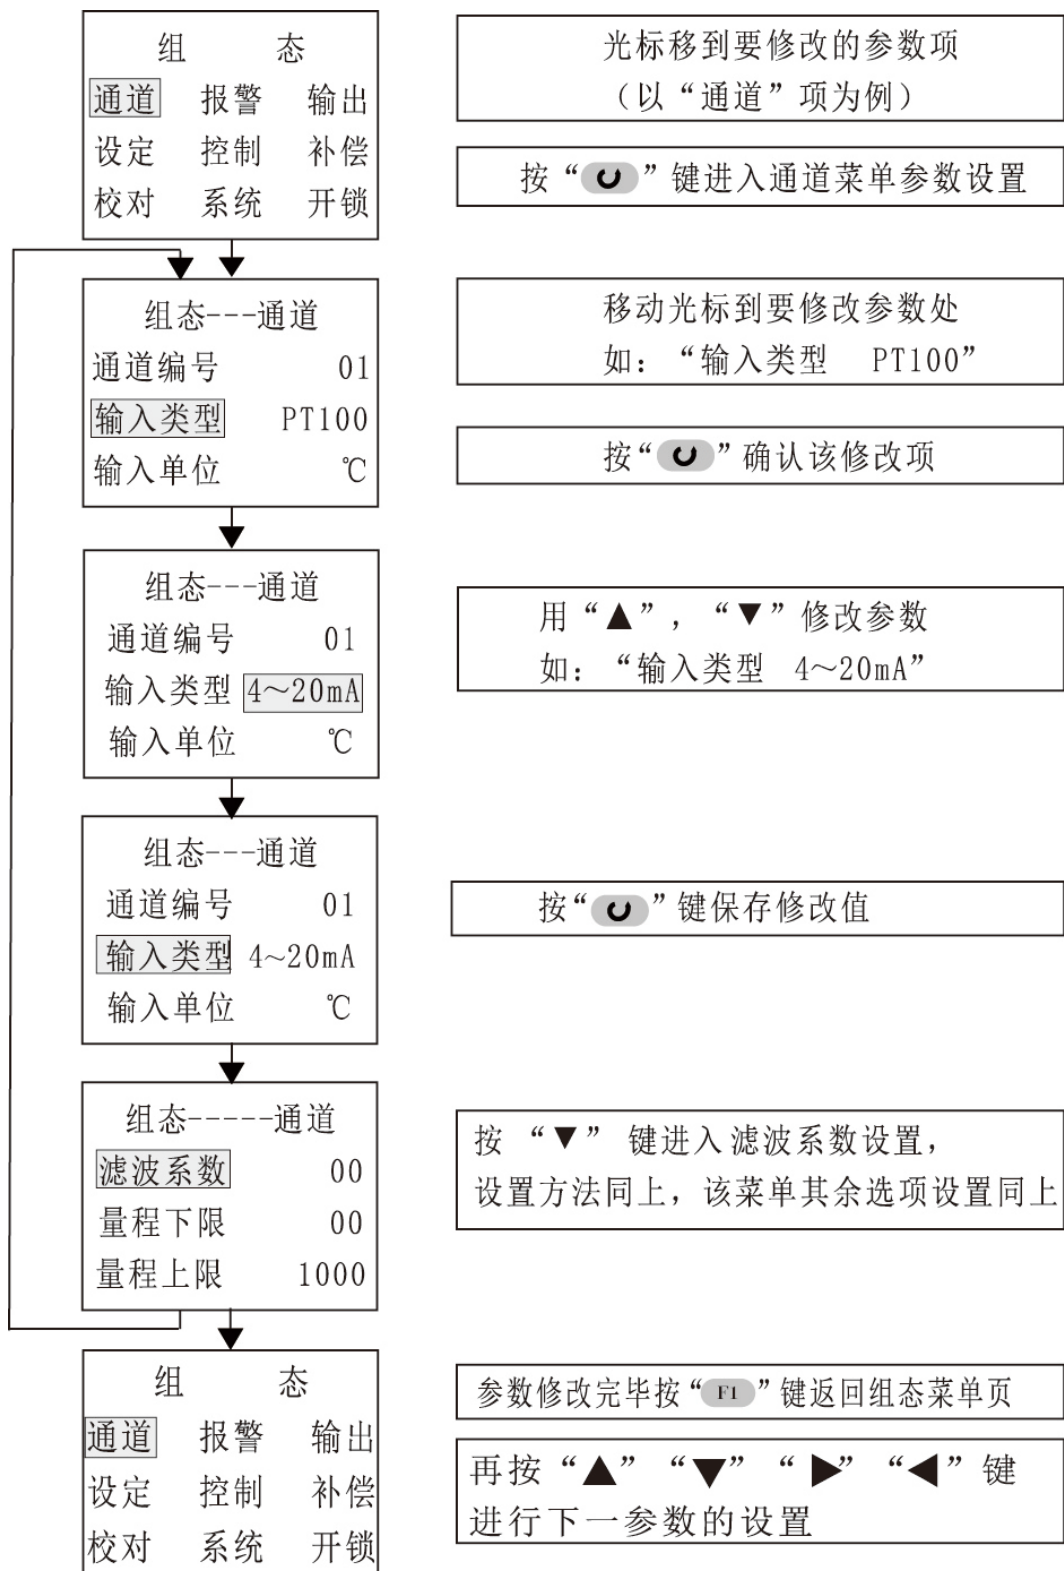 组 态
通道 报警 输出
设定 控制 补偿
校对 系统 开锁
光标移到要修改的参数项
（以“通道”项为例）
按“ ”键进入通道菜单参数设置
组态---通道
通道编号 01
输入类型 PT100
输入单位 ℃
移动光标到要修改参数处
如：“输入类型 PT100”
按“ ”确认该修改项
组态---通道
通道编号 01
输入类型 4～20mA
输入单位 ℃
用“▲”，“▼”修改参数
如：“输入类型 4～20mA”
组态---通道
通道编号 01
输入类型 4～20mA
输入单位 ℃
按“ ”键保存修改值
组态-----通道
滤波系数 00
量程下限 00
量程上限 1000
按 “▼” 键进入滤波系数设置，
设置方法同上，该菜单其余选项设置同上
组 态
通道 报警 输出
设定 控制 补偿
校对 系统 开锁
参数修改完毕按“F1”键返回组态菜单页
再按“▲”“▼”“▶”“◀”键
进行下一参数的设置